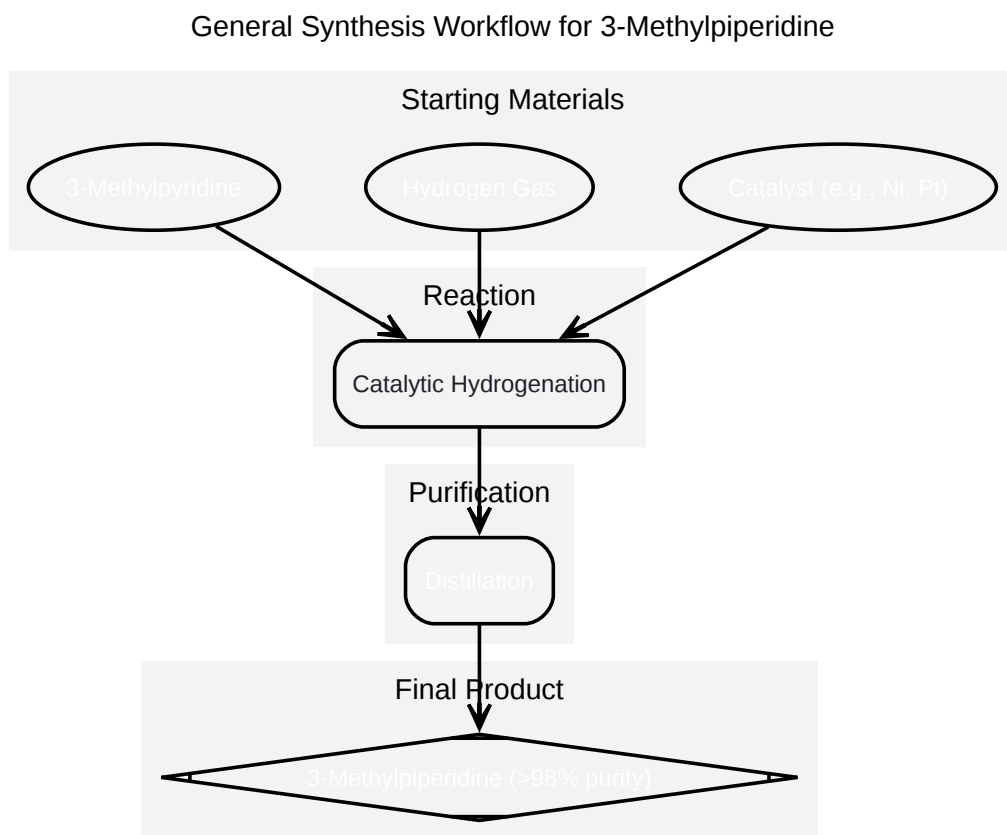 General Synthesis Workflow for 3-Methylpiperidine
Starting Materials
3-Methylpyridine
Hydrogen Gas
Catalyst (e.g., Ni, Pt)
Reaction
Catalytic Hydrogenation
Purification
Distillation
Final Product
3-Methylpiperidine (>98% purity)